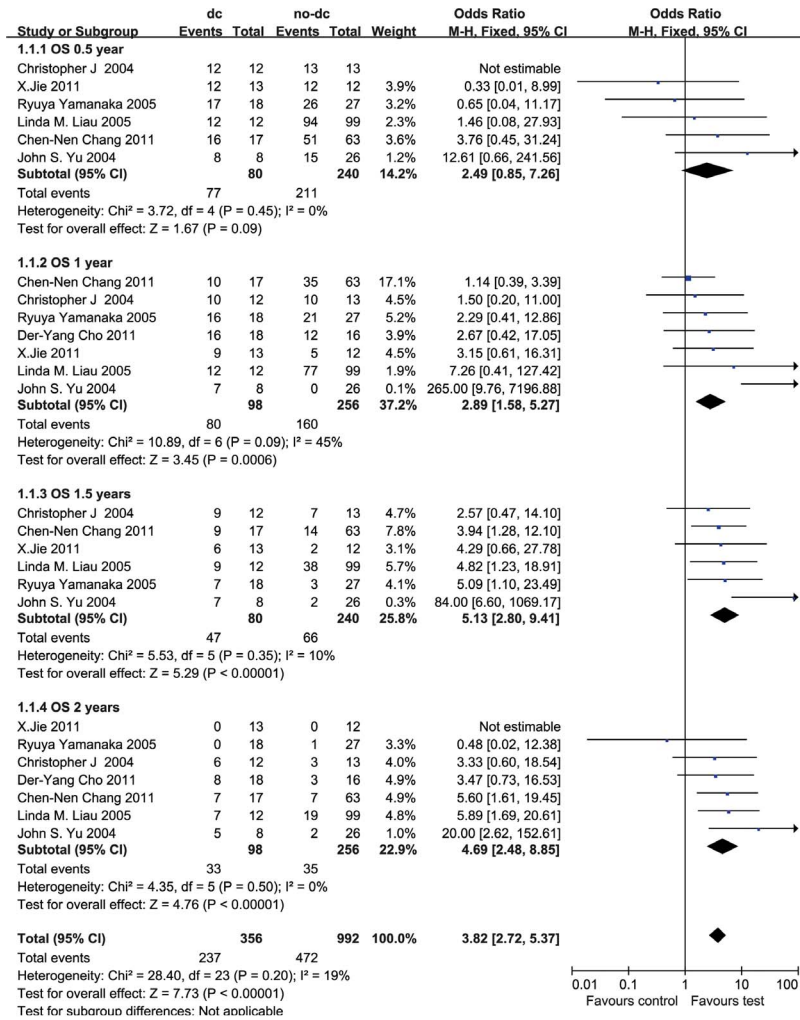 dc no-dc Odds Ratio Odds Ratio
Study or Subgroup Events Total Events Total Weight M-H, Fixed, 95% CI M-H, Fixed, 95% CI
1.1.1 OS 0.5 year
Christopher J 2004 12 12 13 13 Not estimable
X.Jie 2011 12 13 12 12 3.9% 0.33 [0.01, 8.99]
Ryuya Yamanaka 2005 17 18 26 27 3.2% 0.65 [0.04, 11.17]
Linda M. Liau 2005 12 12 94 99 2.3% 1.46 [0.08, 27.93]
Chen-Nen Chang 2011 16 17 51 63 3.6% 3.76 [0.45, 31.24]
John S. Yu 2004 8 8 15 26 1.2% 12.61 [0.66, 241.56]
Subtotal (95% CI) 80 240 14.2% 2.49 [0.85, 7.26]
Total events 77 211
Heterogeneity: Chi² = 3.72, df = 4 (P = 0.45); I² = 0%
Test for overall effect: Z = 1.67 (P = 0.09)
1.1.2 OS 1 year
Chen-Nen Chang 2011 10 17 35 63 17.1% 1.14 [0.39, 3.39]
Christopher J 2004 10 12 10 13 4.5% 1.50 [0.20, 11.00]
Ryuya Yamanaka 2005 16 18 21 27 5.2% 2.29 [0.41, 12.86]
Der-Yang Cho 2011 16 18 12 16 3.9% 2.67 [0.42, 17.05]
X.Jie 2011 9 13 5 12 4.5% 3.15 [0.61, 16.31]
Linda M. Liau 2005 12 12 77 99 1.9% 7.26 [0.41, 127.42]
John S. Yu 2004 7 8 0 26 0.1% 265.00 [9.76, 7196.88]
Subtotal (95% CI) 98 256 37.2% 2.89 [1.58, 5.27]
Total events 80 160
Heterogeneity: Chi² = 10.89, df = 6 (P = 0.09); I² = 45%
Test for overall effect: Z = 3.45 (P = 0.0006)
1.1.3 OS 1.5 years
Christopher J 2004 9 12 7 13 4.7% 2.57 [0.47, 14.10]
Chen-Nen Chang 2011 9 17 14 63 7.8% 3.94 [1.28, 12.10]
X.Jie 2011 6 13 2 12 3.1% 4.29 [0.66, 27.78]
Linda M. Liau 2005 9 12 38 99 5.7% 4.82 [1.23, 18.91]
Ryuya Yamanaka 2005 7 18 3 27 4.1% 5.09 [1.10, 23.49]
John S. Yu 2004 7 8 2 26 0.3% 84.00 [6.60, 1069.17]
Subtotal (95% CI) 80 240 25.8% 5.13 [2.80, 9.41]
Total events 47 66
Heterogeneity: Chi² = 5.53, df = 5 (P = 0.35); I² = 10%
Test for overall effect: Z = 5.29 (P < 0.00001)
1.1.4 OS 2 years
X.Jie 2011 0 13 0 12 Not estimable
Ryuya Yamanaka 2005 0 18 1 27 3.3% 0.48 [0.02, 12.38]
Christopher J 2004 6 12 3 13 4.0% 3.33 [0.60, 18.54]
Der-Yang Cho 2011 8 18 3 16 4.9% 3.47 [0.73, 16.53]
Chen-Nen Chang 2011 7 17 7 63 4.9% 5.60 [1.61, 19.45]
Linda M. Liau 2005 7 12 19 99 4.8% 5.89 [1.69, 20.61]
John S. Yu 2004 5 8 2 26 1.0% 20.00 [2.62, 152.61]
Subtotal (95% CI) 98 256 22.9% 4.69 [2.48, 8.85]
Total events 33 35
Heterogeneity: Chi² = 4.35, df = 5 (P = 0.50); I² = 0%
Test for overall effect: Z = 4.76 (P < 0.00001)
Total (95% CI) 356 992 100.0% 3.82 [2.72, 5.37]
Total events 237 472
Heterogeneity: Chi² = 28.40, df = 23 (P = 0.20); I² = 19%
Test for overall effect: Z = 7.73 (P < 0.00001)
Test for subgroup differences: Not applicable
0.01 0.1 1 10 100
Favours control Favours test